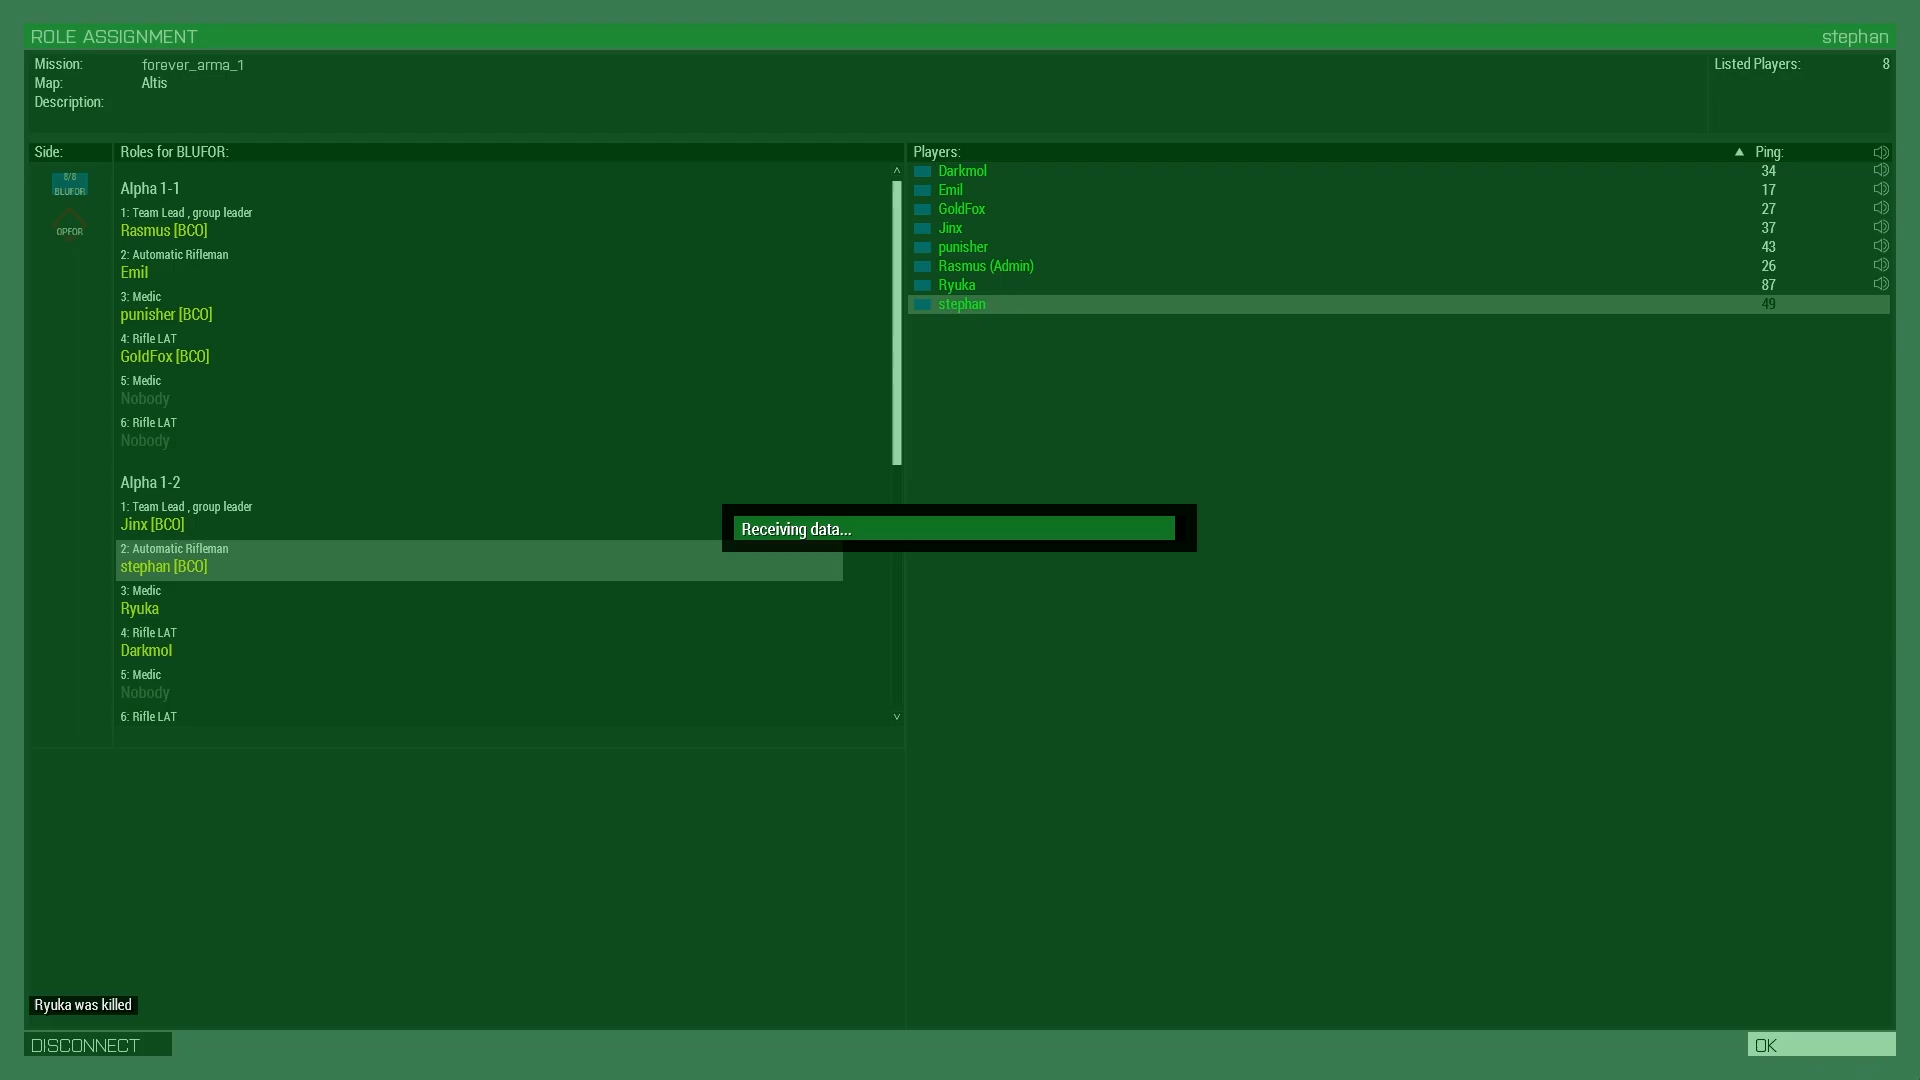 ROLE ASSIGNMENT
stephan
Mission: forever_arma_1
Map: Altis
Description:
Listed Players: 8
Side:
8/8
BLUFOR
OPFOR
Roles for BLUFOR:
Alpha 1-1
1: Team Lead , group leader
Rasmus [BCO]
2: Automatic Rifleman
Emil
3: Medic
punisher [BCO]
4: Rifle LAT
GoldFox [BCO]
5: Medic
Nobody
6: Rifle LAT
Nobody
Alpha 1-2
1: Team Lead , group leader
Jinx [BCO]
2: Automatic Rifleman
stephan [BCO]
3: Medic
Ryuka
4: Rifle LAT
Darkmol
5: Medic
Nobody
6: Rifle LAT
Players: Ping:
Darkmol 34
Emil 17
GoldFox 27
Jinx 37
punisher 43
Rasmus (Admin) 26
Ryuka 87
stephan 49
Receiving data...
Ryuka was killed
DISCONNECT
OK